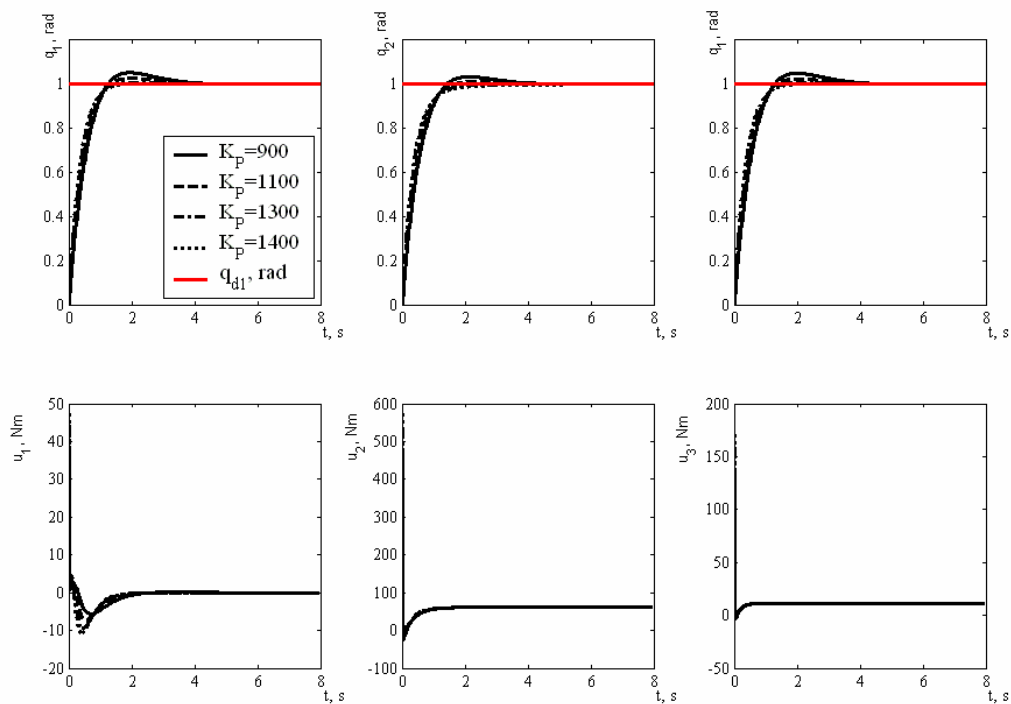 q1, rad
1
0.8
0.6
0.4
0.2
0
0 2 4 6 8
t, s
KP=900
KP=1100
KP=1300
KP=1400
qd1, rad
q2, rad
1
0.8
0.6
0.4
0.2
0
0 2 4 6 8
t, s
q1, rad
1
0.8
0.6
0.4
0.2
0
0 2 4 6 8
t, s
u1, Nm
50
40
30
20
10
0
-10
-20
0 2 4 6 8
t, s
u2, Nm
600
500
400
300
200
100
0
-100
0 2 4 6 8
t, s
u3, Nm
200
150
100
50
0
-50
0 2 4 6 8
t, s